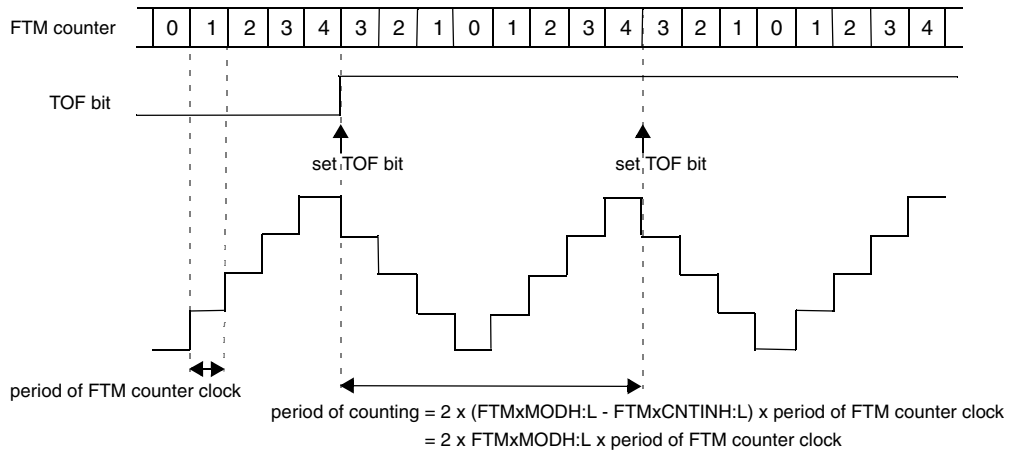 FTM counter 0 1 2 3 4 3 2 1 0 1 2 3 4 3 2 1 0 1 2 3 4
TOF bit
set TOF bit set TOF bit
period of FTM counter clock
period of counting = 2 x (FTMxMODH:L - FTMxCNTINH:L) x period of FTM counter clock
= 2 x FTMxMODH:L x period of FTM counter clock